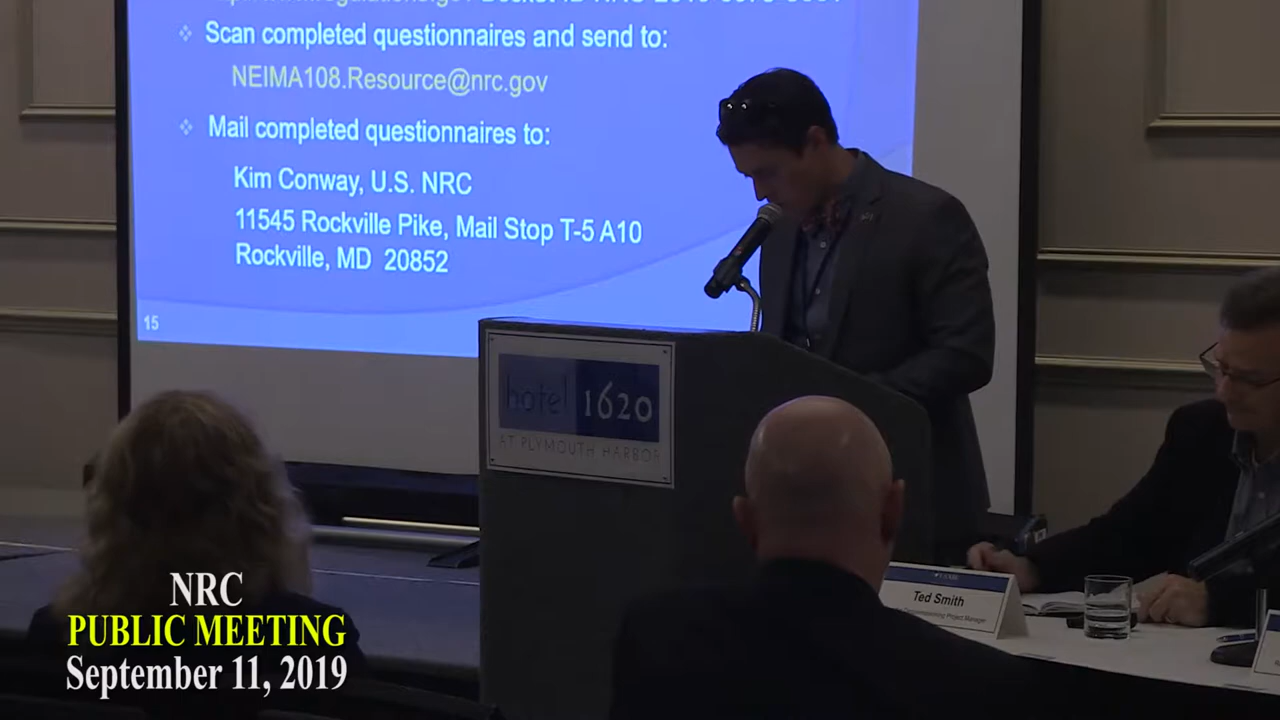 Scan completed questionnaires and send to:
NEIMA108.Resource@nrc.gov
Mail completed questionnaires to:
Kim Conway, U.S. NRC
11545 Rockville Pike, Mail Stop T-5 A10
Rockville, MD 20852
15
hotel 1620
AT PLYMOUTH HARBOR
Ted Smith
NRC
PUBLIC MEETING
September 11, 2019